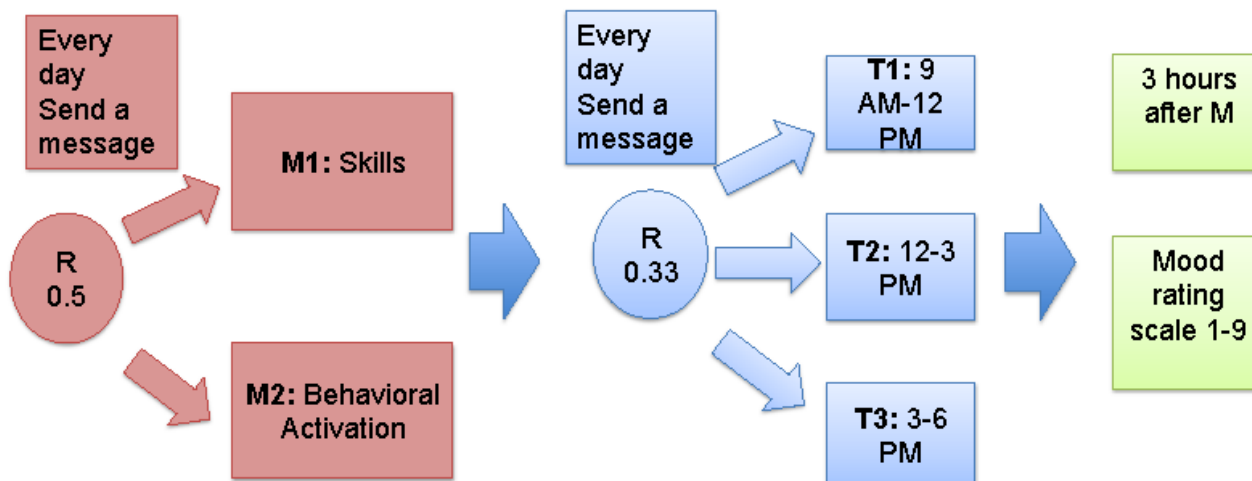 Every
day
Send a
message
M1: Skills
R
0.5
M2: Behavioral
Activation
Every
day
Send a
message
R
0.33
T1: 9
AM-12
PM
T2: 12-3
PM
T3: 3-6
PM
3 hours
after M
Mood
rating
scale 1-9